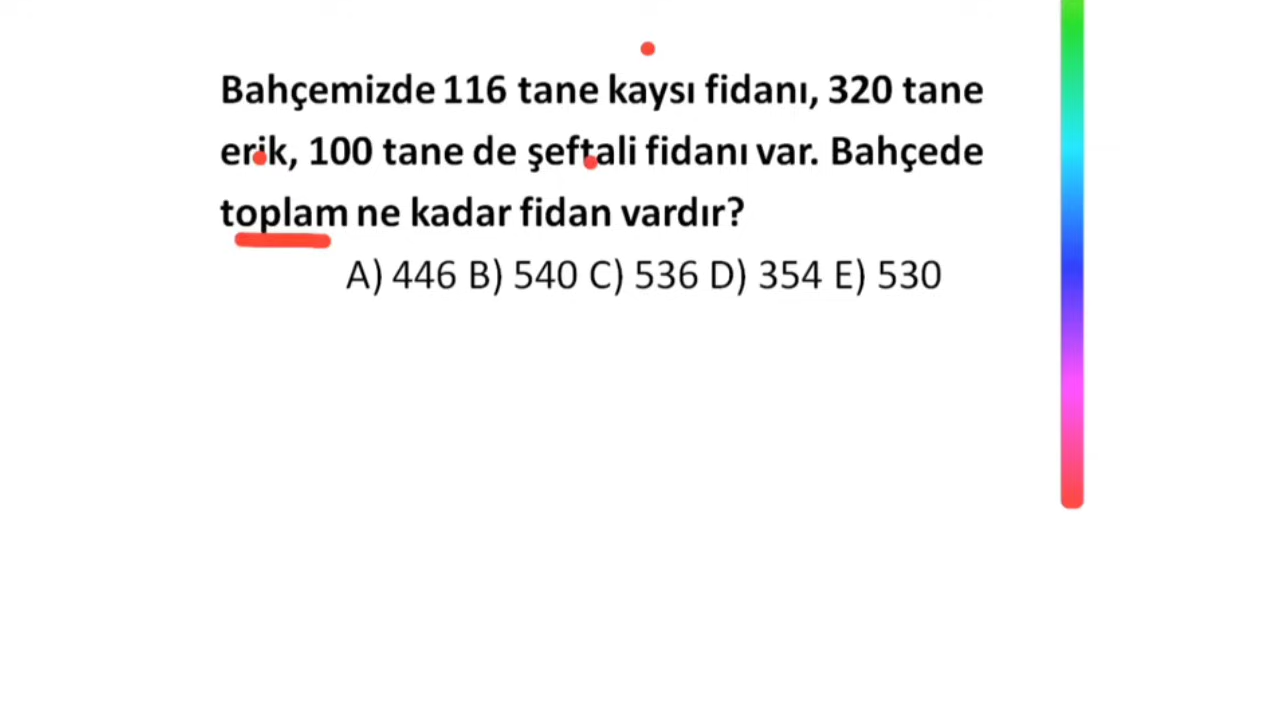 Bahçemizde 116 tane kaysı fidanı, 320 tane
erik, 100 tane de şeftali fidanı var. Bahçede
toplam ne kadar fidan vardır?
A) 446 B) 540 C) 536 D) 354 E) 530